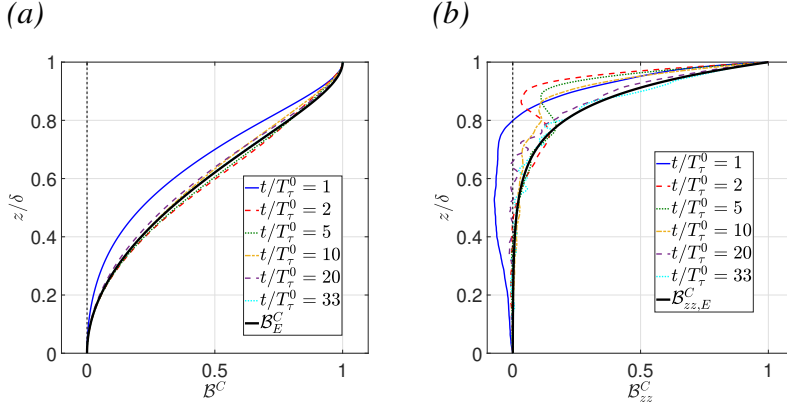 (a)
(b)
1
0.8
0.6
0.4
0.2
0
z/δ
0
0.5
1
ℬ^C
t/T_τ^0 = 1
t/T_τ^0 = 2
t/T_τ^0 = 5
t/T_τ^0 = 10
t/T_τ^0 = 20
t/T_τ^0 = 33
ℬ_E^C
1
0.8
0.6
0.4
0.2
0
z/δ
0
0.5
1
ℬ_{zz}^C
t/T_τ^0 = 1
t/T_τ^0 = 2
t/T_τ^0 = 5
t/T_τ^0 = 10
t/T_τ^0 = 20
t/T_τ^0 = 33
ℬ_{zz,E}^C